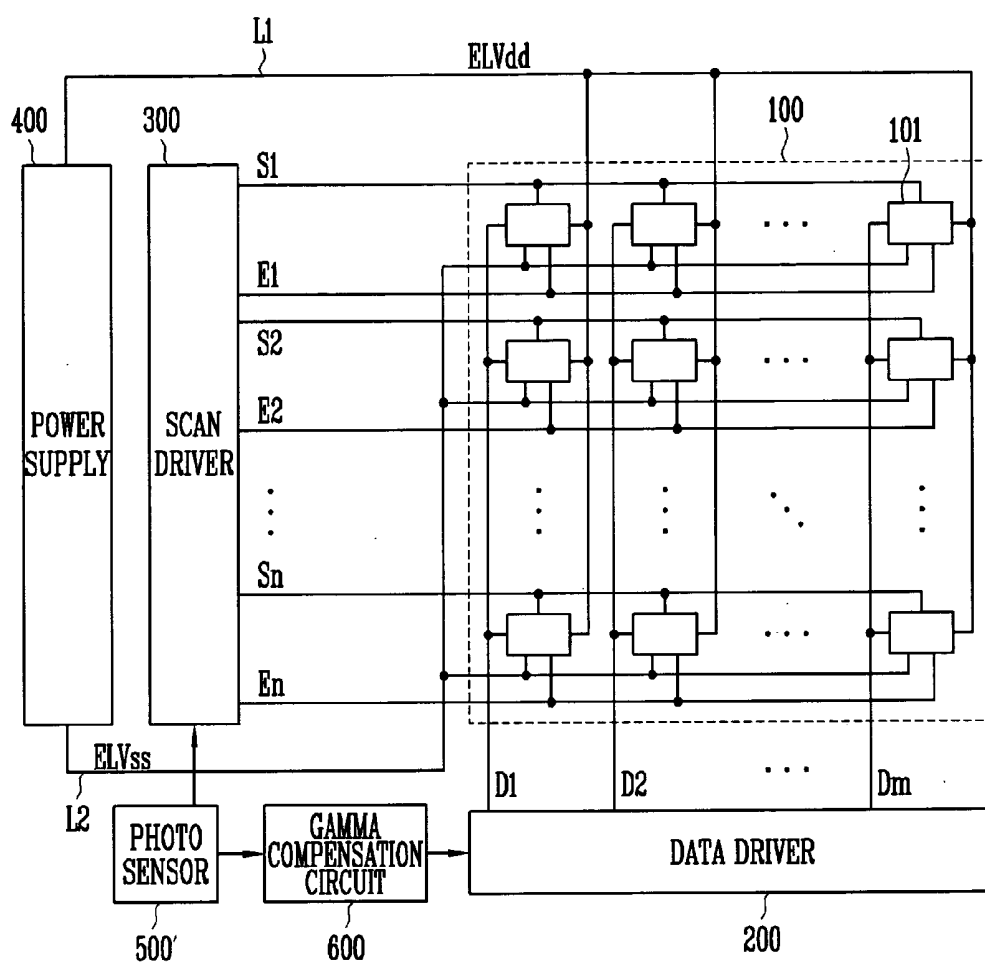 L1
ELVdd
400
300
100
101
S1
E1
S2
E2
POWER
SUPPLY
SCAN
DRIVER
Sn
En
ELVss
L2
D1
D2
Dm
PHOTO
SENSOR
GAMMA
COMPENSATION
CIRCUIT
DATA DRIVER
500'
600
200